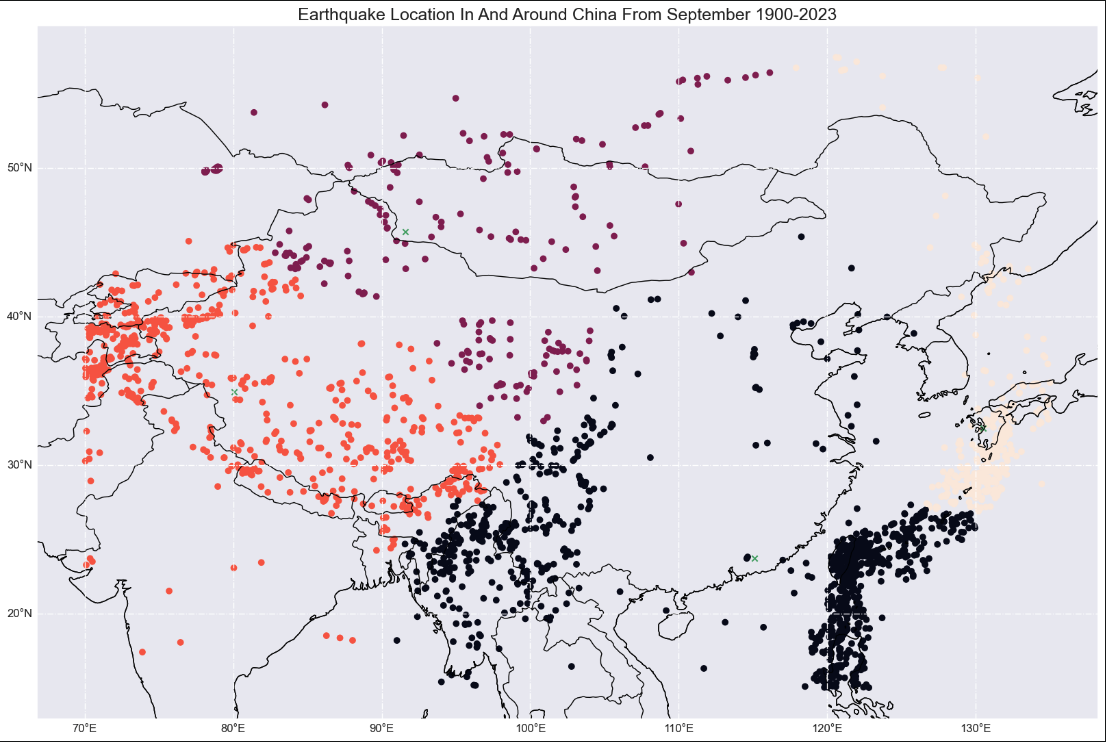 Earthquake Location In And Around China From September 1900-2023
50°N
40°N
30°N
20°N
70°E 80°E 90°E 100°E 110°E 120°E 130°E